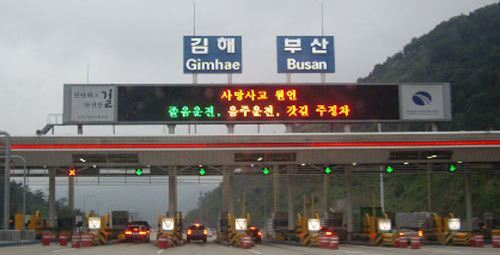 김해
Gimhae
부산
Busan
길
사망사고 원인
졸음운전, 음주운전, 갓길 주정차